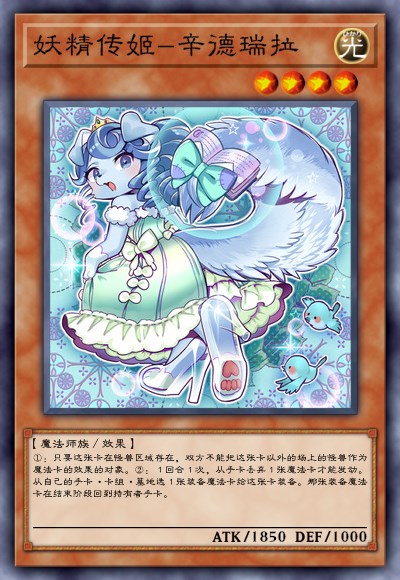 妖精传姬-辛德瑞拉
ひかり
光
【魔法师族/效果】
①：只要这张卡在怪兽区域存在，双方不能把这张卡以外的场上的怪兽作为
魔法卡的效果的对象。②：1回合1次，从手卡丢弃1张魔法卡才能发动。
从自己的手卡·卡组·墓地选1张装备魔法卡给这张卡装备。那张装备魔法
卡在结束阶段回到持有者手卡。
ATK/1850 DEF/1000